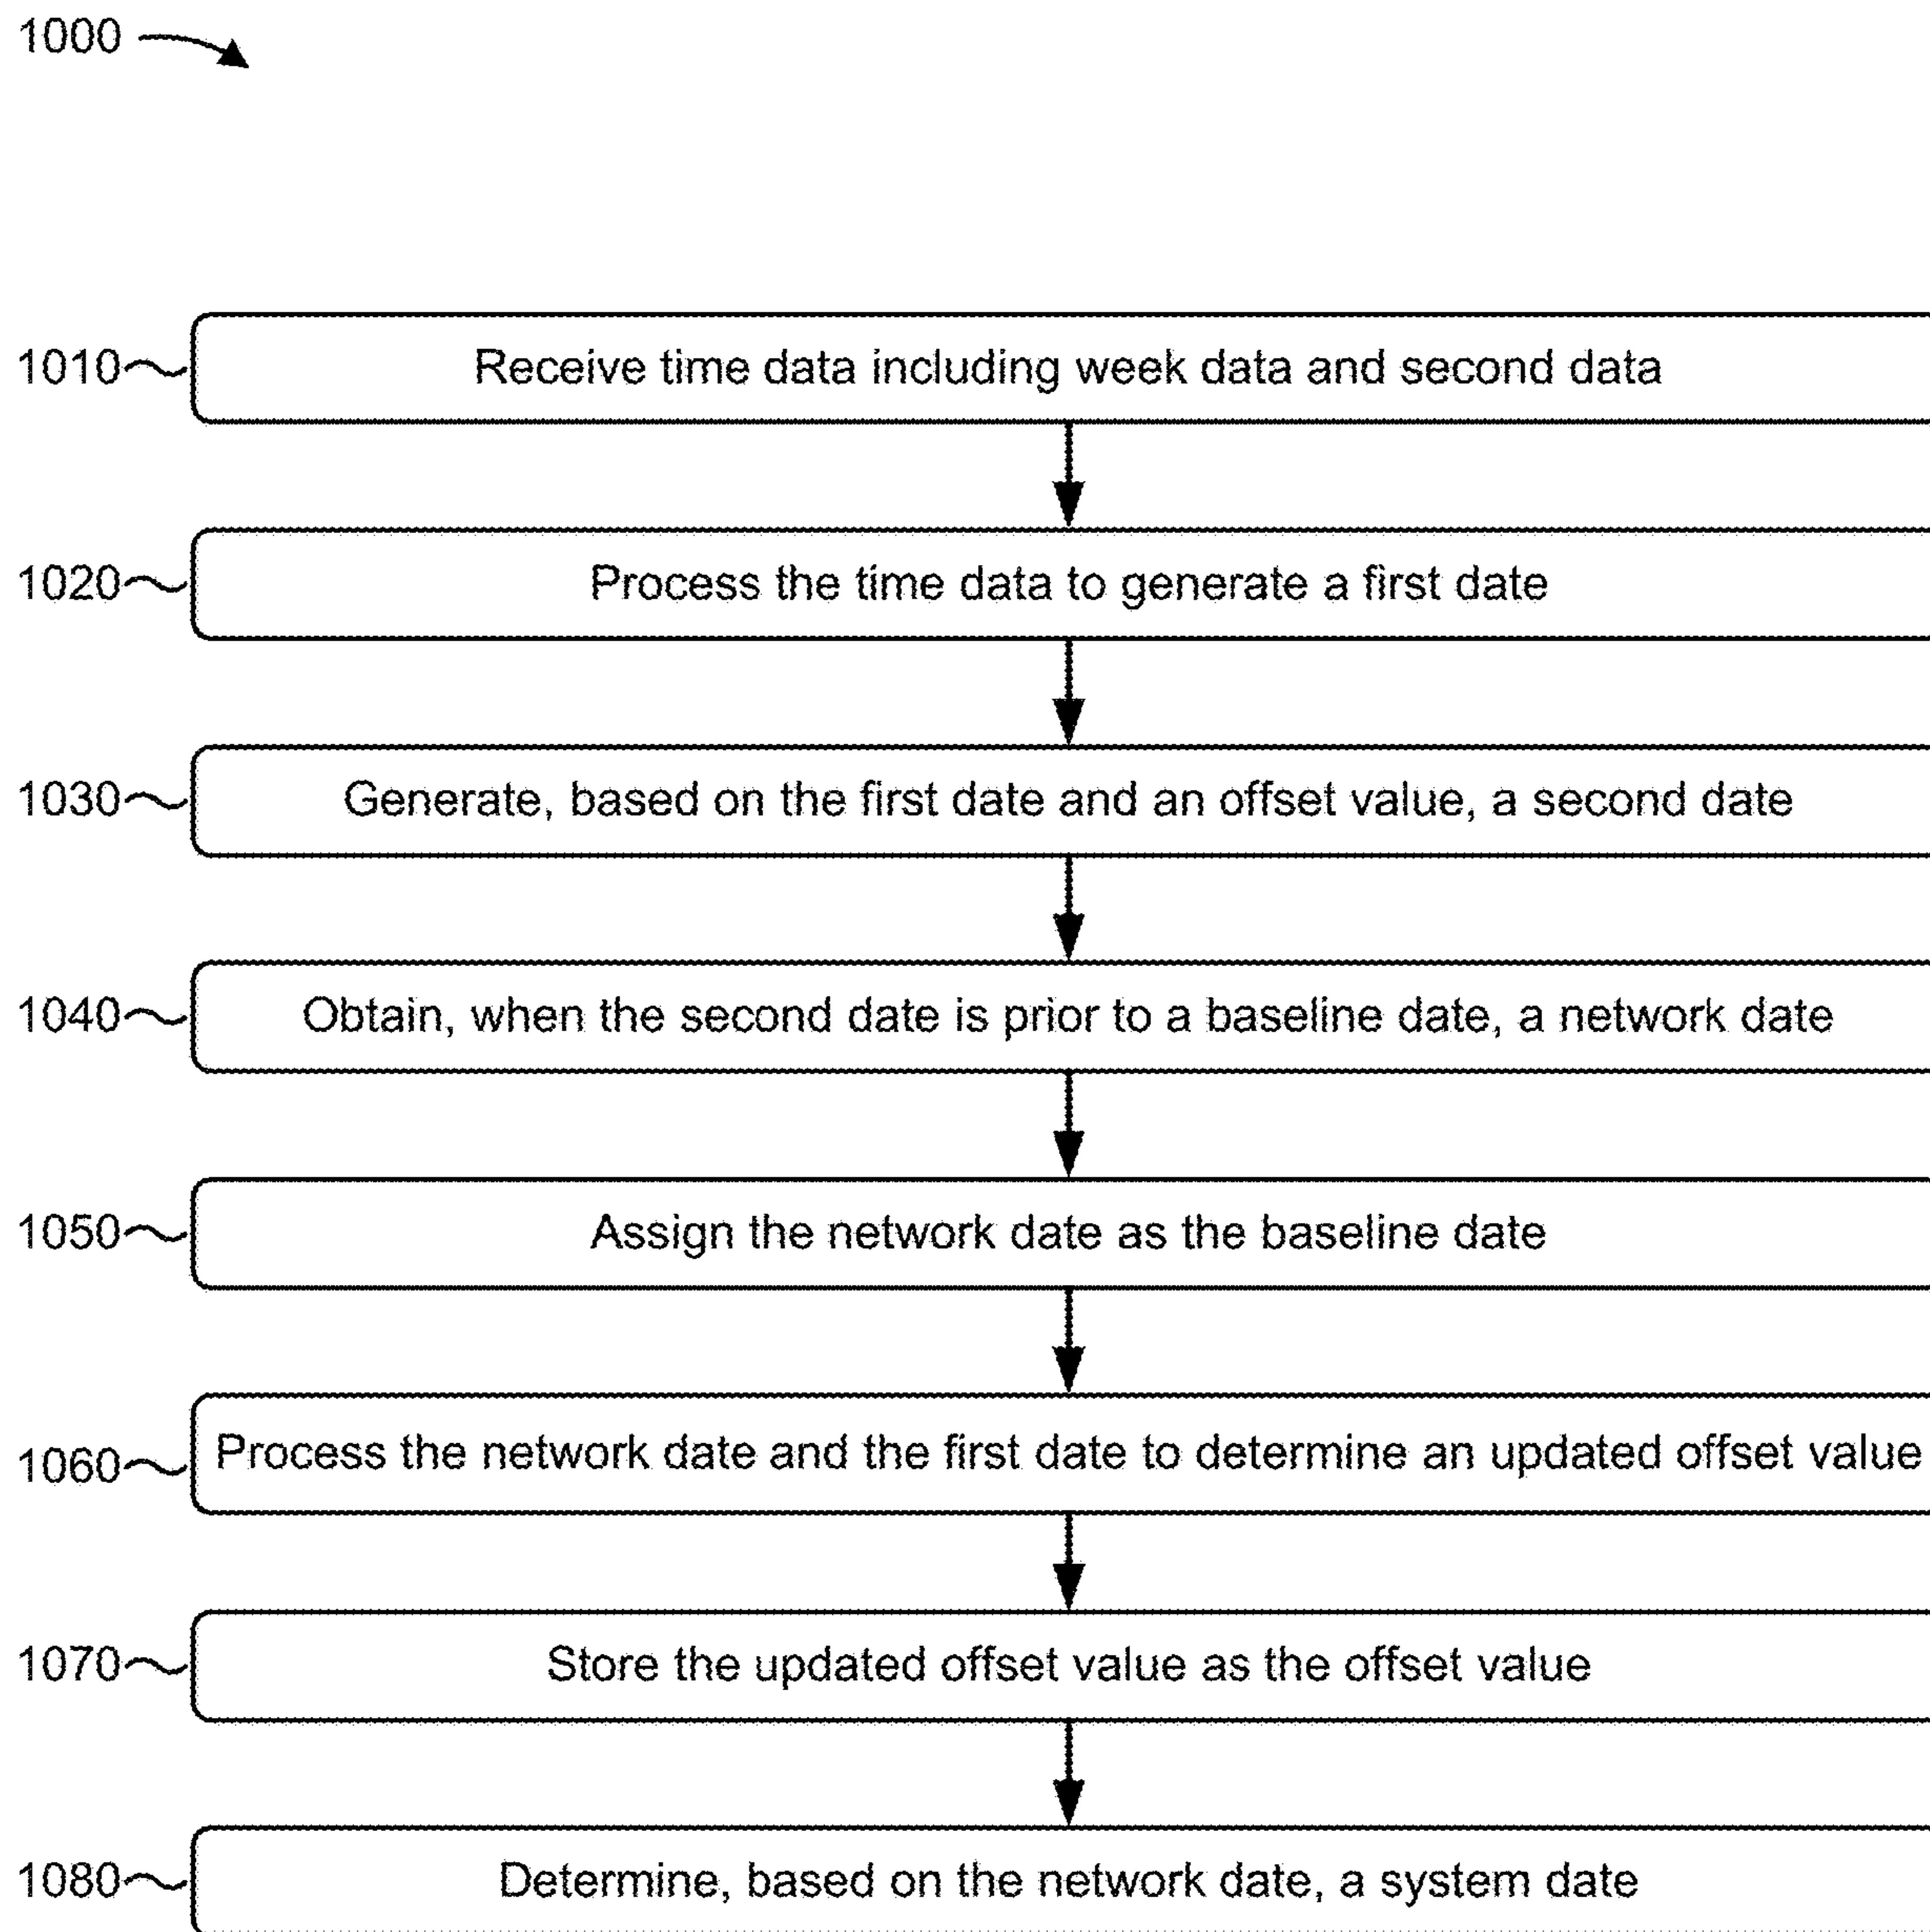 1000
1010 Receive time data including week data and second data
1020 Process the time data to generate a first date
1030 Generate, based on the first date and an offset value, a second date
1040 Obtain, when the second date is prior to a baseline date, a network date
1050 Assign the network date as the baseline date
1060 Process the network date and the first date to determine an updated offset value
1070 Store the updated offset value as the offset value
1080 Determine, based on the network date, a system date